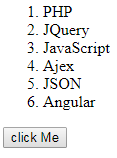 1. PHP
2. JQuery
3. JavaScript
4. Ajex
5. JSON
6. Angular
click Me